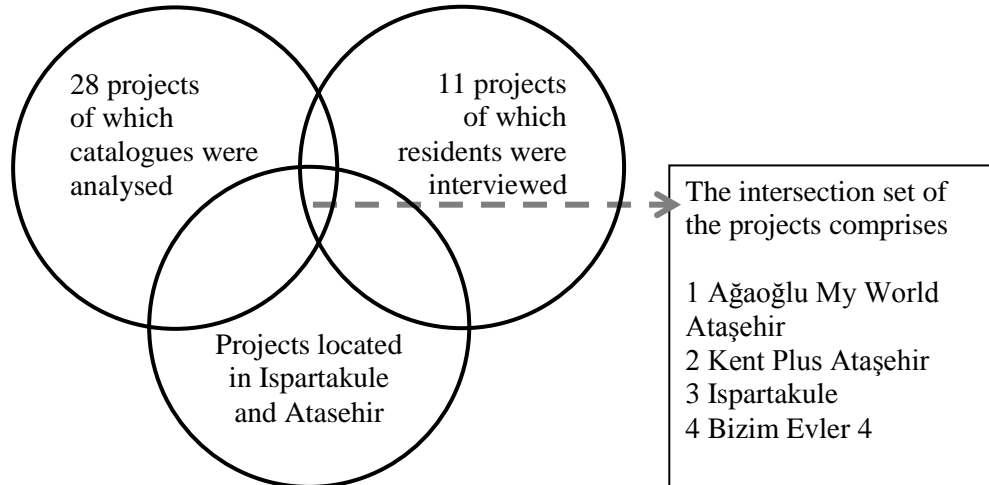 28 projects
of which
catalogues were
analysed
11 projects
of which
residents were
interviewed
Projects located
in Ispartakule
and Atasehir
The intersection set of
the projects comprises
1 Ağaoğlu My World
Ataşehir
2 Kent Plus Ataşehir
3 Ispartakule
4 Bizim Evler 4